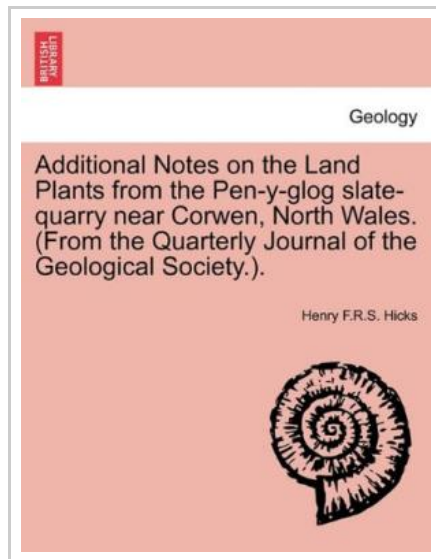 BRITISH
LIBRARY
Geology
Additional Notes on the Land
Plants from the Pen-y-glog slate-
quarry near Corwen, North Wales.
(From the Quarterly Journal of the
Geological Society.).
Henry F.R.S. Hicks